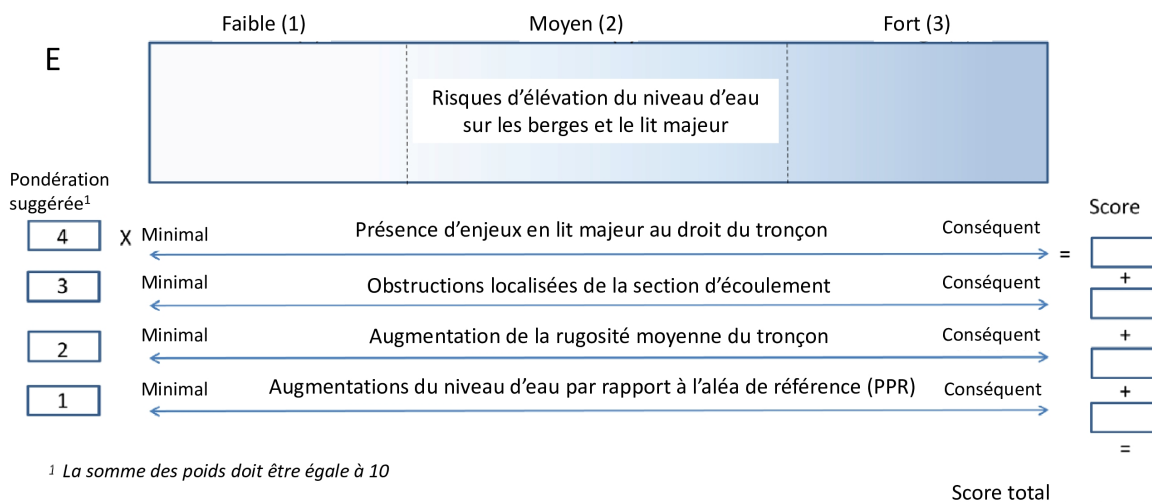 Faible (1) Moyen (2) Fort (3)
E
Risques d'élévation du niveau d'eau
sur les berges et le lit majeur
Pondération
suggérée¹
Score
4 X Minimal Présence d'enjeux en lit majeur au droit du tronçon Conséquent =
+
3 Minimal Obstructions localisées de la section d'écoulement Conséquent
+
2 Minimal Augmentation de la rugosité moyenne du tronçon Conséquent
+
1 Minimal Augmentations du niveau d'eau par rapport à l'aléa de référence (PPR) Conséquent
=
¹ La somme des poids doit être égale à 10
Score total